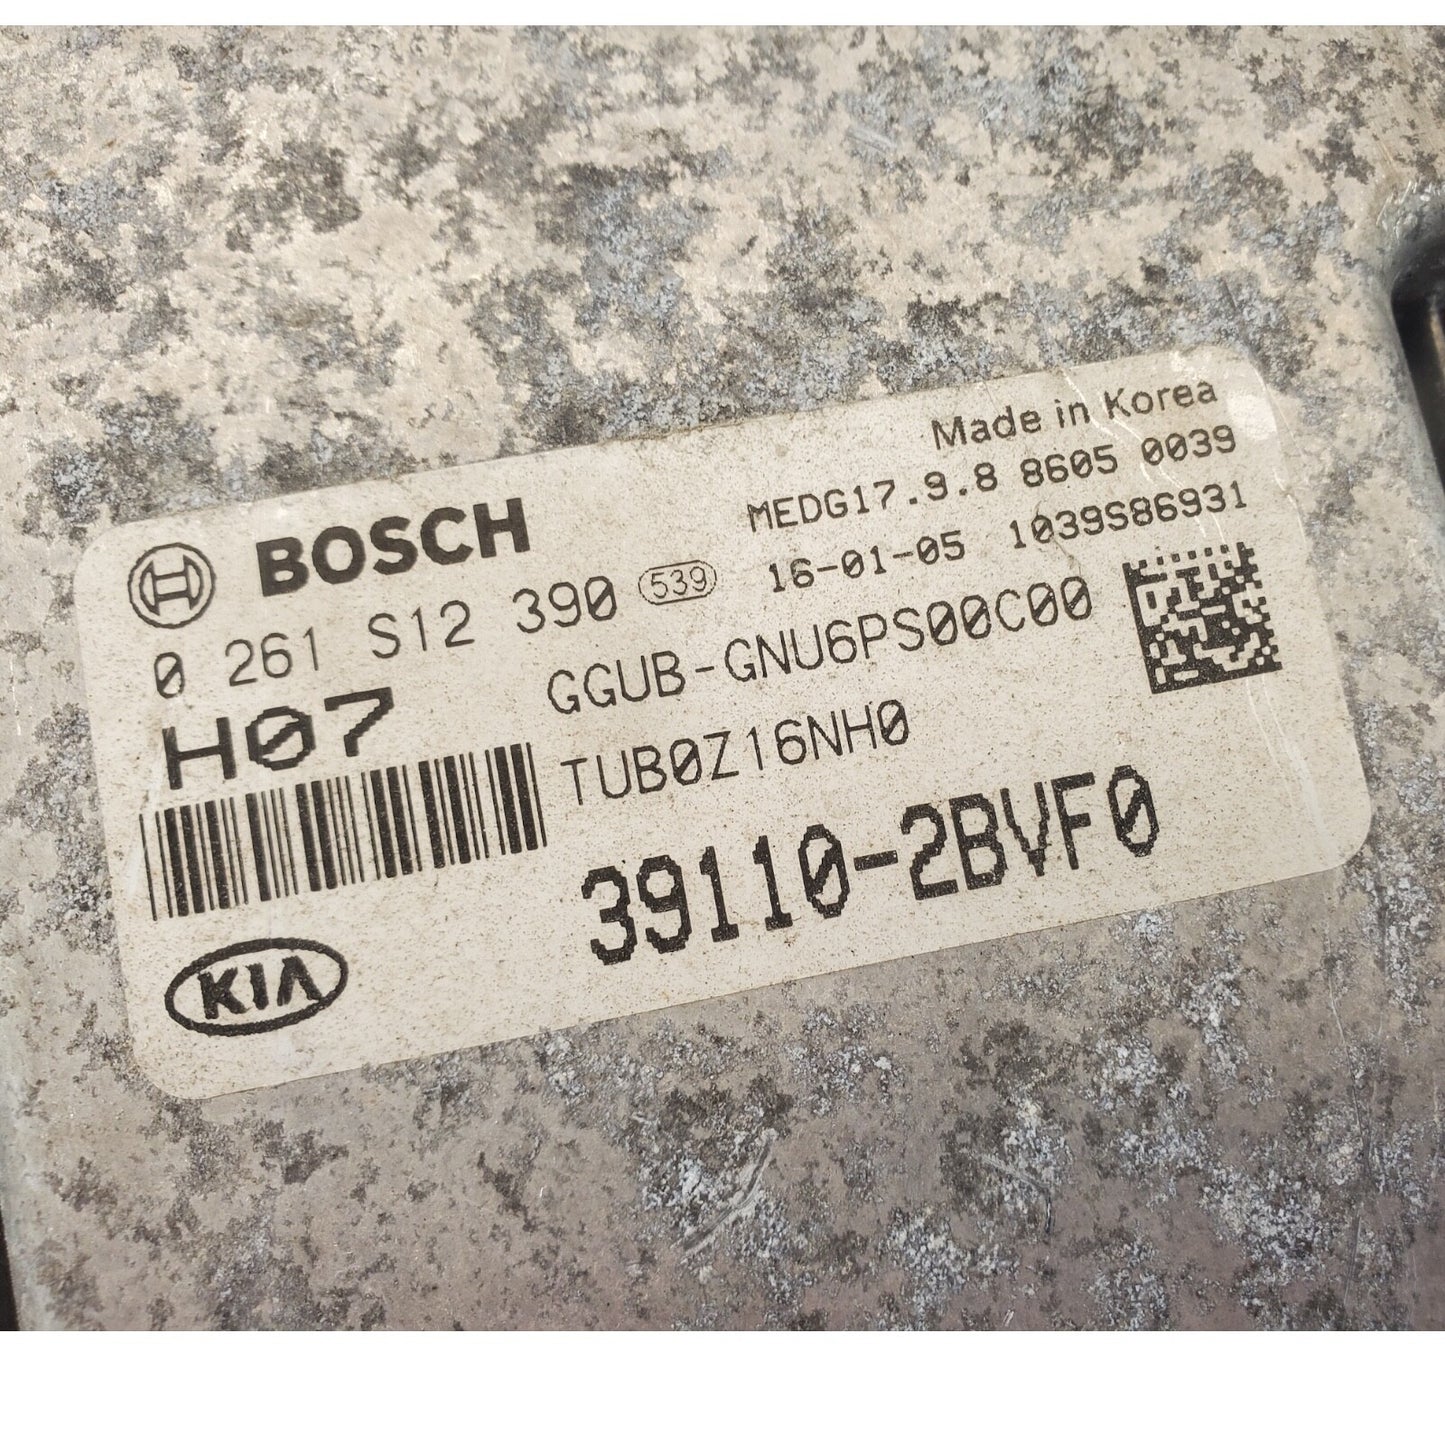 Made in Korea
BOSCH
MEDG17.9.8 8605 0039
0 261 S12 390 539
16-01-05 1039S86931
H07
GGUB-GNU6PS00C00
TUB0Z16NH0
39110-2BVF0
KIA